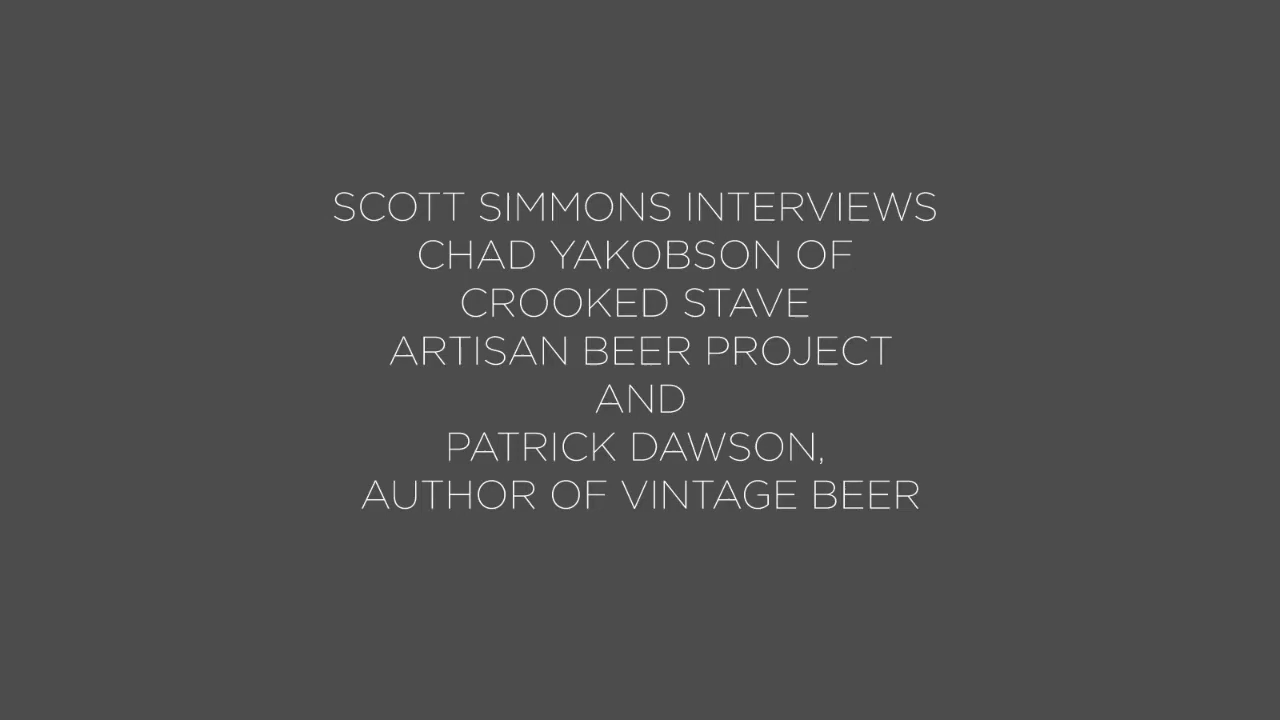 SCOTT SIMMONS INTERVIEWS
CHAD YAKOBSON OF
CROOKED STAVE
ARTISAN BEER PROJECT
AND
PATRICK DAWSON,
AUTHOR OF VINTAGE BEER